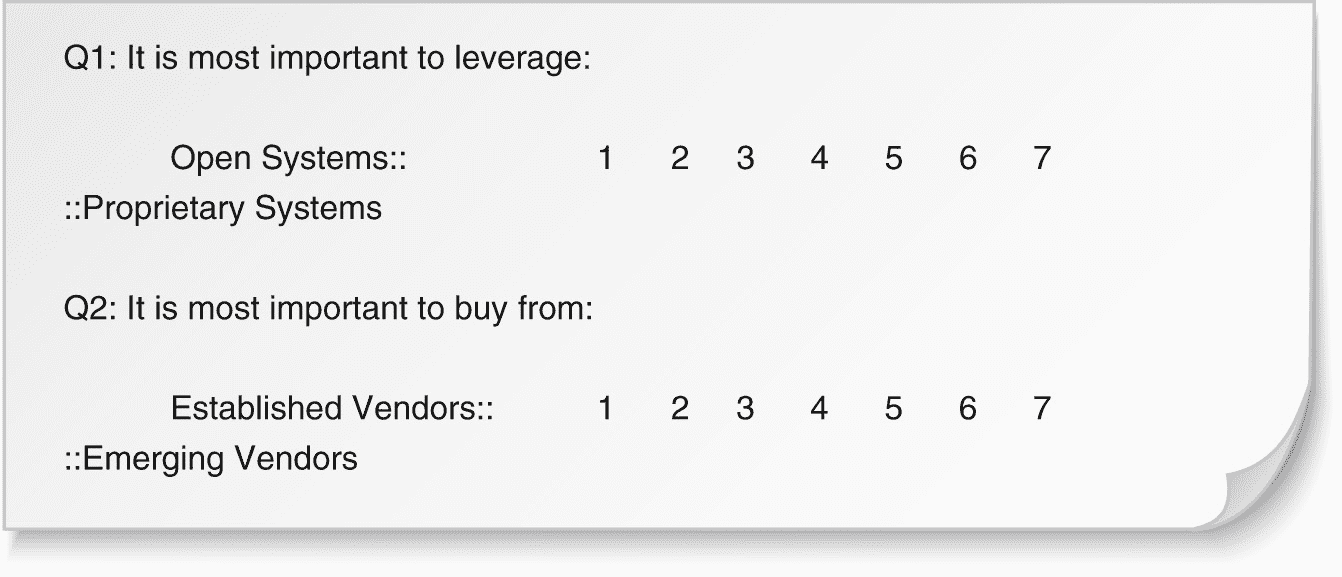 Q1: It is most important to leverage:
Open Systems:: 1 2 3 4 5 6 7
::Proprietary Systems
Q2: It is most important to buy from:
Established Vendors:: 1 2 3 4 5 6 7
::Emerging Vendors